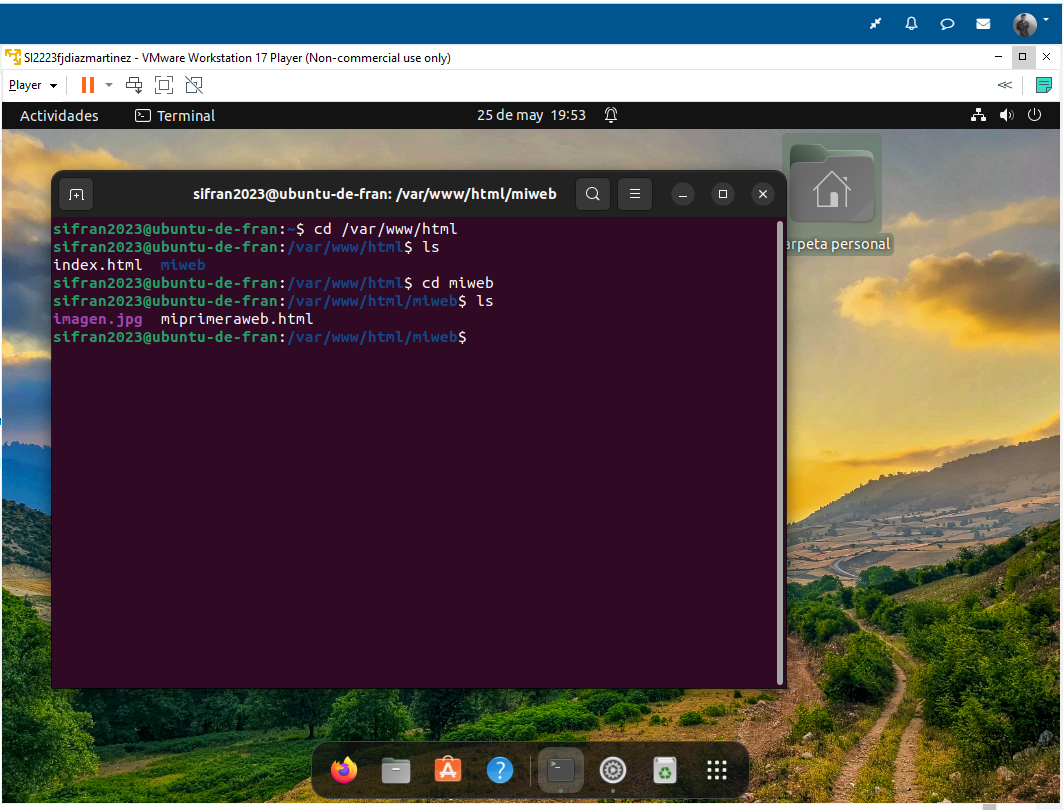 SI2223fjdiazmartinez - VMware Workstation 17 Player (Non-commercial use only)
Player
Actividades Terminal 25 de may 19:53
sifran2023@ubuntu-de-fran: /var/www/html/miweb
arpeta personal
sifran2023@ubuntu-de-fran:~$ cd /var/www/html
sifran2023@ubuntu-de-fran:/var/www/html$ ls
index.html miweb
sifran2023@ubuntu-de-fran:/var/www/html$ cd miweb
sifran2023@ubuntu-de-fran:/var/www/html/miweb$ ls
imagen.jpg miprimeraweb.html
sifran2023@ubuntu-de-fran:/var/www/html/miweb$